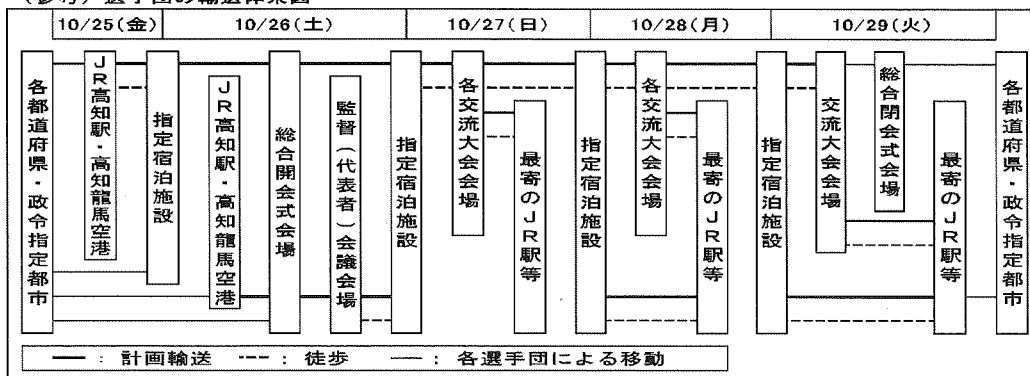 （参考）選手団の輸送体系図
10/25(金)
10/26(土)
10/27(日)
10/28(月)
10/29(火)
各都道府県・政令指定都市
JR高知駅・高知龍馬空港
指定宿泊施設
JR高知駅・高知龍馬空港
総合開会式会場
監督(代表者)会議会場
指定宿泊施設
各交流大会会場
最寄のJR駅等
指定宿泊施設
各交流大会会場
最寄のJR駅等
指定宿泊施設
交流大会会場
総合閉会式会場
最寄のJR駅等
各都道府県・政令指定都市
：計画輸送 ：徒歩 ：各選手団による移動